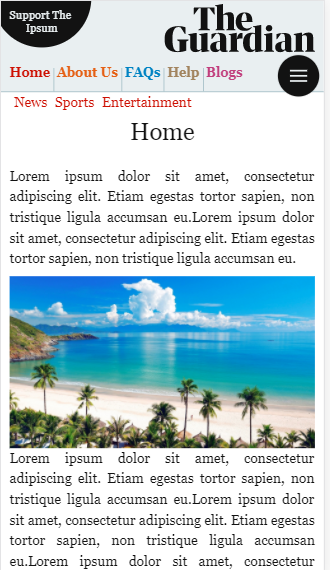 Support The
Ipsum
The
Guardian
Home About Us FAQs Help Blogs
News Sports Entertainment
Home
Lorem ipsum dolor sit amet, consectetur
adipiscing elit. Etiam egestas tortor sapien, non
tristique ligula accumsan eu.Lorem ipsum dolor
sit amet, consectetur adipiscing elit. Etiam egestas
tortor sapien, non tristique ligula accumsan eu.
Lorem ipsum dolor sit amet, consectetur
adipiscing elit. Etiam egestas tortor sapien, non
tristique ligula accumsan eu.Lorem ipsum dolor
sit amet, consectetur adipiscing elit. Etiam egestas
tortor sapien, non tristique ligula accumsan
eu.Lorem ipsum dolor sit amet, consectetur